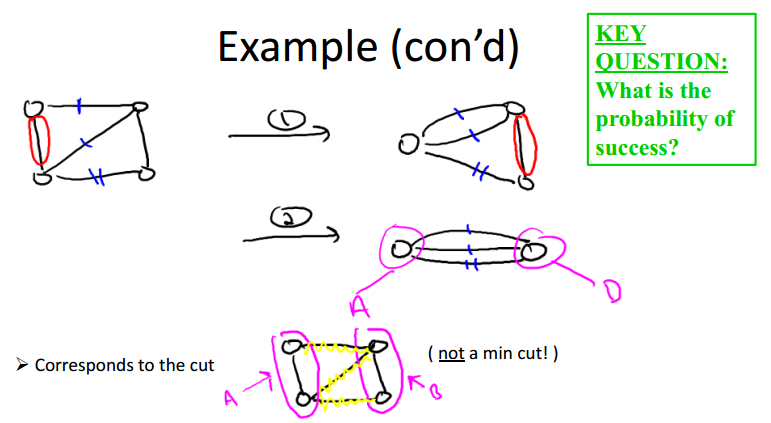 Example (con’d)
KEY
QUESTION:
What is the
probability of
success?
1
2
A
D
Corresponds to the cut
( not a min cut! )
A
B